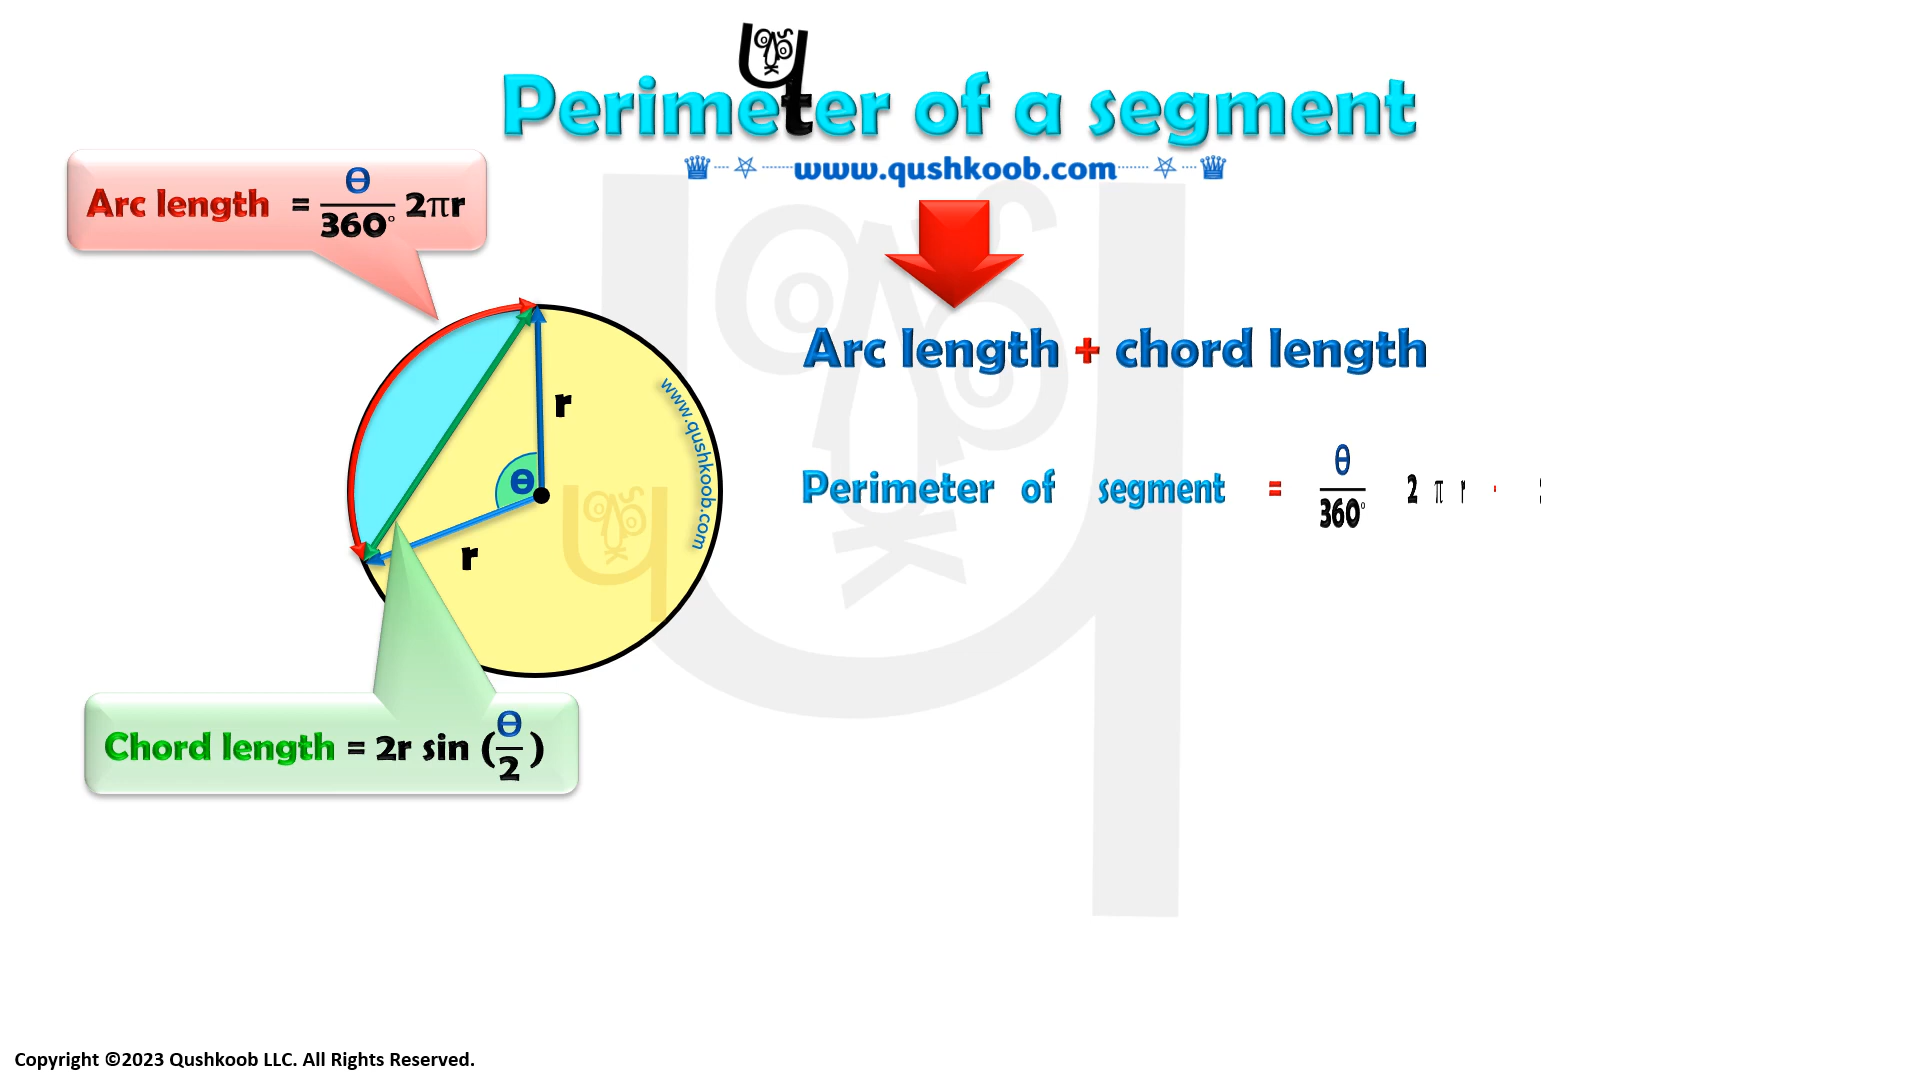 Perimeter of a segment
www.qushkoob.com
Arc length = Ɵ/360° 2πr
Arc length + chord length
r
www.qushkoob.com
Ɵ
Perimeter of segment = θ/360° 2 π r
r
Chord length = 2r sin (Ɵ/2)
Copyright ©2023 Qushkoob LLC. All Rights Reserved.